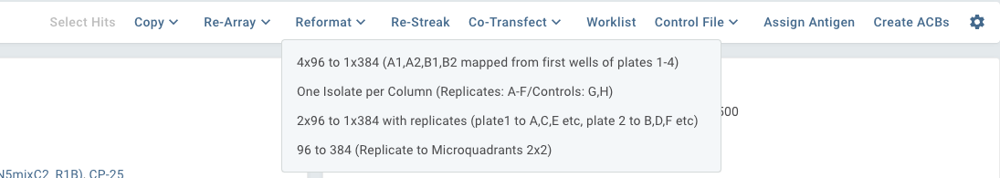 Select Hits Copy Re-Array Reformat Re-Streak Co-Transfect Worklist Control File Assign Antigen Create ACBs
4x96 to 1x384 (A1,A2,B1,B2 mapped from first wells of plates 1-4)
One Isolate per Column (Replicates: A-F/Controls: G,H)
500
2x96 to 1x384 with replicates (plate1 to A,C,E etc, plate 2 to B,D,F etc)
96 to 384 (Replicate to Microquadrants 2x2)
N5mixC2_R1B), CP-25